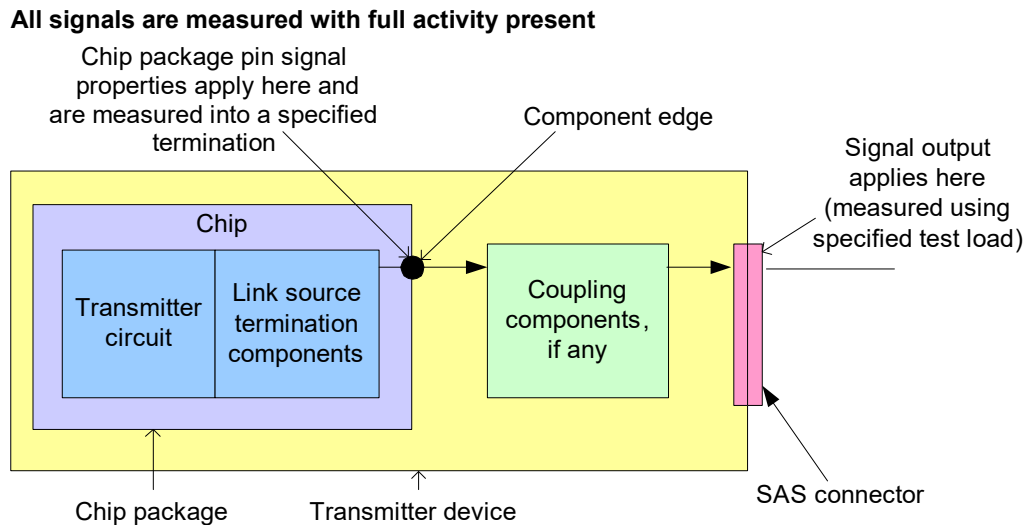 All signals are measured with full activity present
Chip package pin signal
properties apply here and
are measured into a specified
termination
Component edge
Signal output
applies here
(measured using
specified test load)
Chip
Transmitter
circuit
Link source
termination
components
Coupling
components,
if any
SAS connector
Chip package
Transmitter device